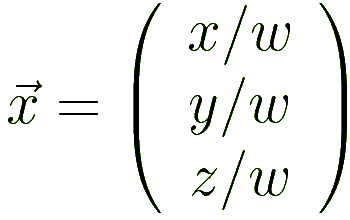 x⃗ = ( x/w
y/w
z/w )